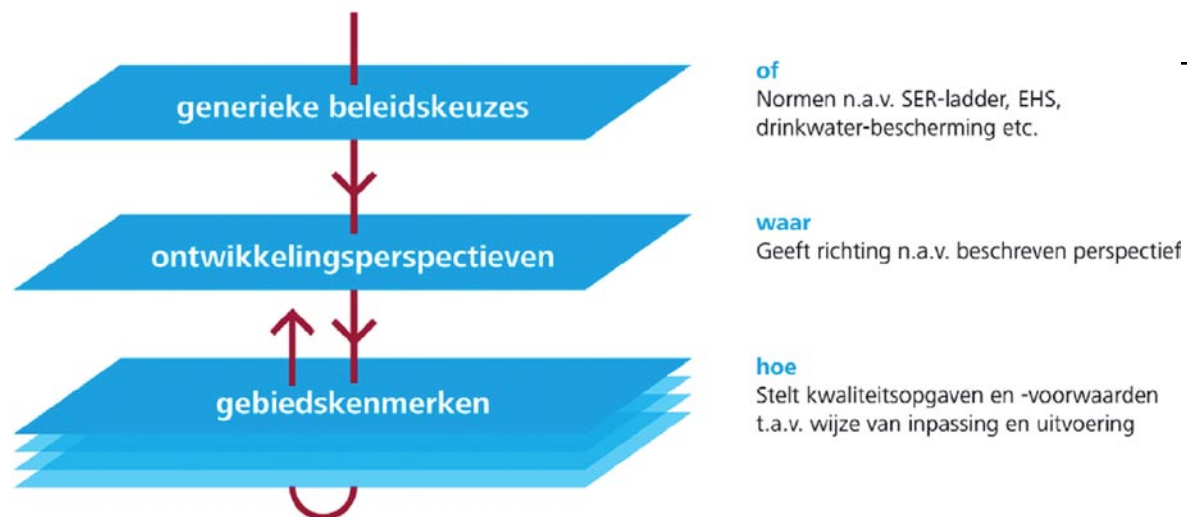 generieke beleidskeuzes
of
Normen n.a.v. SER-ladder, EHS,
drinkwater-bescherming etc.
ontwikkelingsperspectieven
waar
Geeft richting n.a.v. beschreven perspectief
gebiedskenmerken
hoe
Stelt kwaliteitsopgaven en -voorwaarden
t.a.v. wijze van inpassing en uitvoering